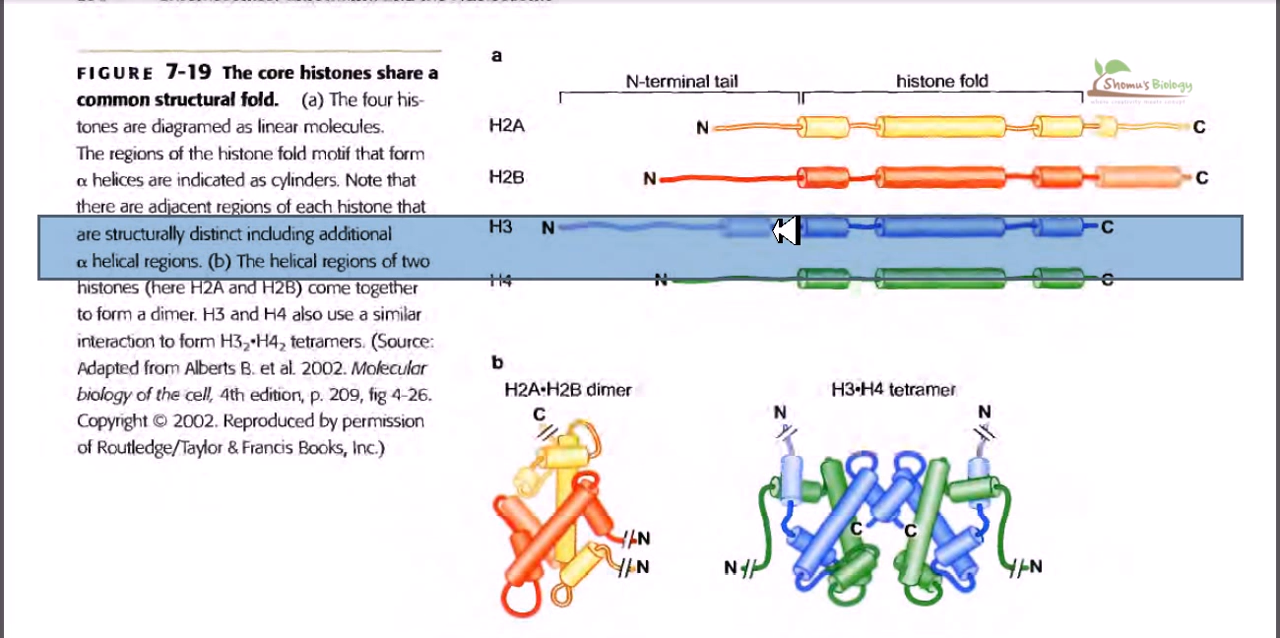 FIGURE 7-19 The core histones share a
common structural fold. (a) The four his-
tones are diagramed as linear molecules.
The regions of the histone fold motif that form
α helices are indicated as cylinders. Note that
there are adjacent regions of each histone that
are structurally distinct including additional
α helical regions. (b) The helical regions of two
histones (here H2A and H2B) come together
to form a dimer. H3 and H4 also use a similar
interaction to form H3₂•H4₂ tetramers. (Source:
Adapted from Alberts B. et al. 2002. Molecular
biology of the cell, 4th edition, p. 209, fig 4-26.
Copyright © 2002. Reproduced by permission
of Routledge/Taylor & Francis Books, Inc.)
a
N-terminal tail histone fold
Shomu's Biology
H2A N C
H2B N C
H3 N C
H4 N C
b
H2A•H2B dimer
C
N
N
H3•H4 tetramer
N N
C C
N N